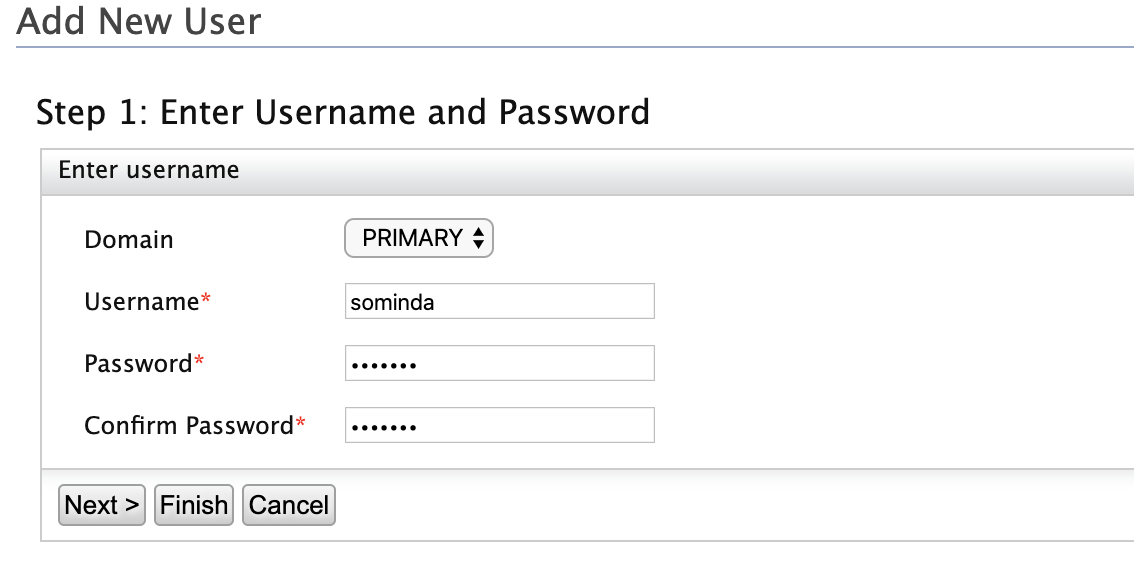 Add New User
Step 1: Enter Username and Password
Enter username
Domain PRIMARY
Username* sominda
Password* •••••••
Confirm Password* •••••••
Next > Finish Cancel